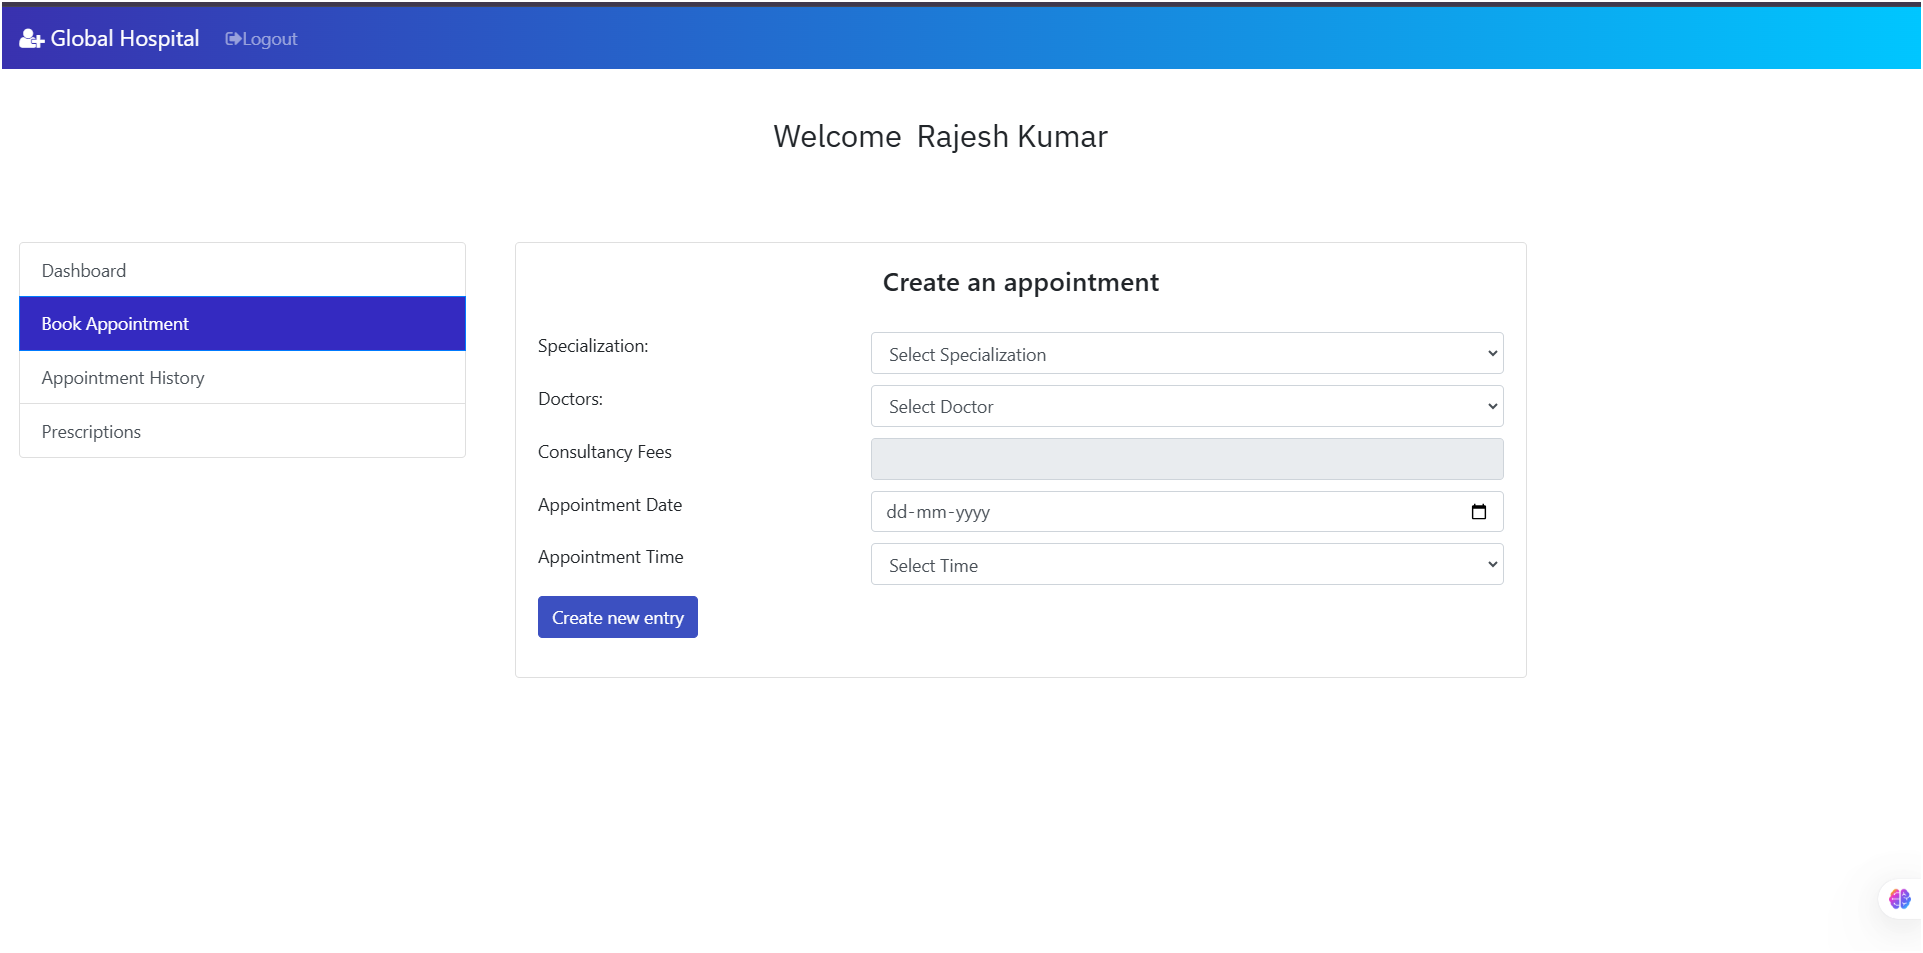 Global Hospital Logout
Welcome Rajesh Kumar
Dashboard
Book Appointment
Appointment History
Prescriptions
Create an appointment
Specialization:
Select Specialization
Doctors:
Select Doctor
Consultancy Fees
Appointment Date
dd-mm-yyyy
Appointment Time
Select Time
Create new entry